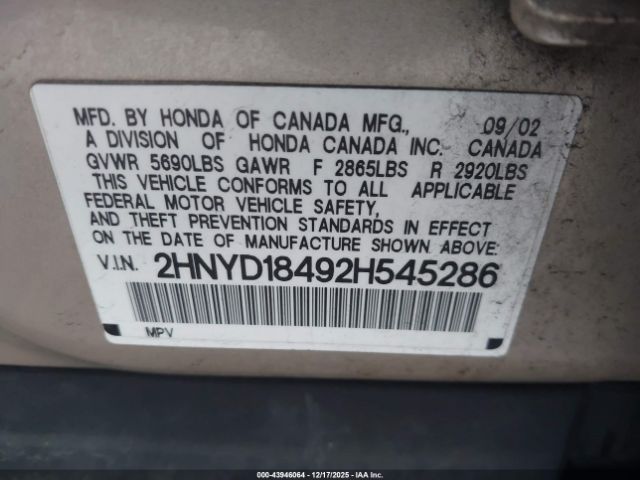 MFD. BY HONDA OF CANADA MFG., 09/02
A DIVISION OF HONDA CANADA INC. CANADA
GVWR 5690LBS GAWR F 2865LBS R 2920LBS
THIS VEHICLE CONFORMS TO ALL APPLICABLE
FEDERAL MOTOR VEHICLE SAFETY,
AND THEFT PREVENTION STANDARDS IN EFFECT
ON THE DATE OF MANUFACTURE SHOWN ABOVE.
V.I.N. 2HNYD18492H545286
MPV
000-43946064 - 12/17/2025 - IAA Inc.